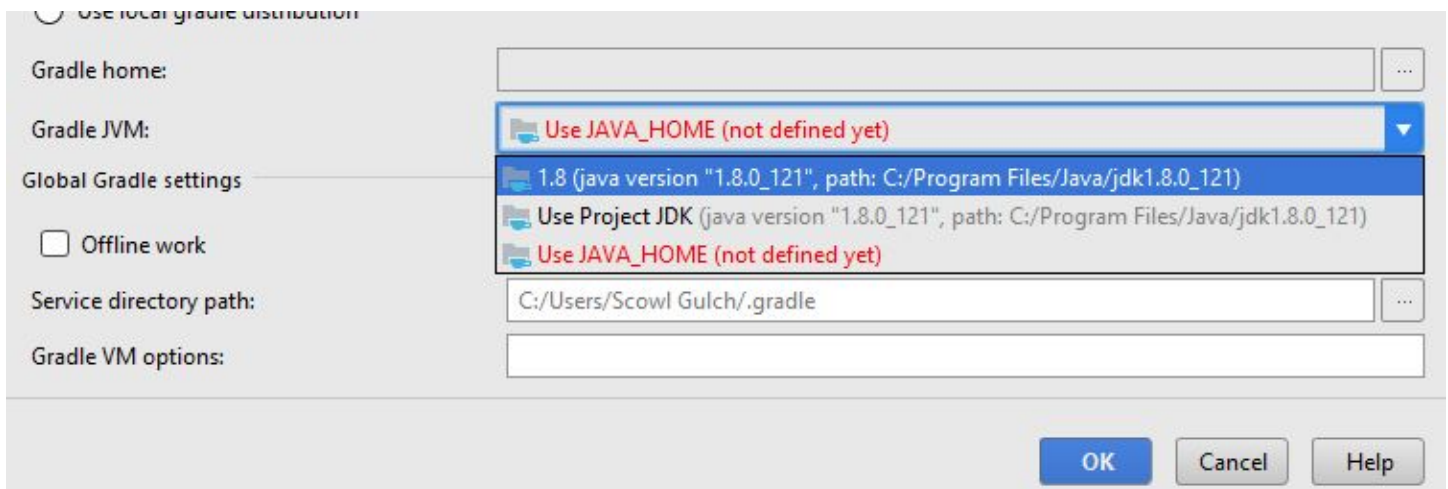 Use local gradle distribution
Gradle home:
...
Gradle JVM:
Use JAVA_HOME (not defined yet)
Global Gradle settings
1.8 (java version "1.8.0_121", path: C:/Program Files/Java/jdk1.8.0_121)
Use Project JDK (java version "1.8.0_121", path: C:/Program Files/Java/jdk1.8.0_121)
Offline work
Use JAVA_HOME (not defined yet)
Service directory path:
C:/Users/Scowl Gulch/.gradle
...
Gradle VM options:
OK
Cancel
Help